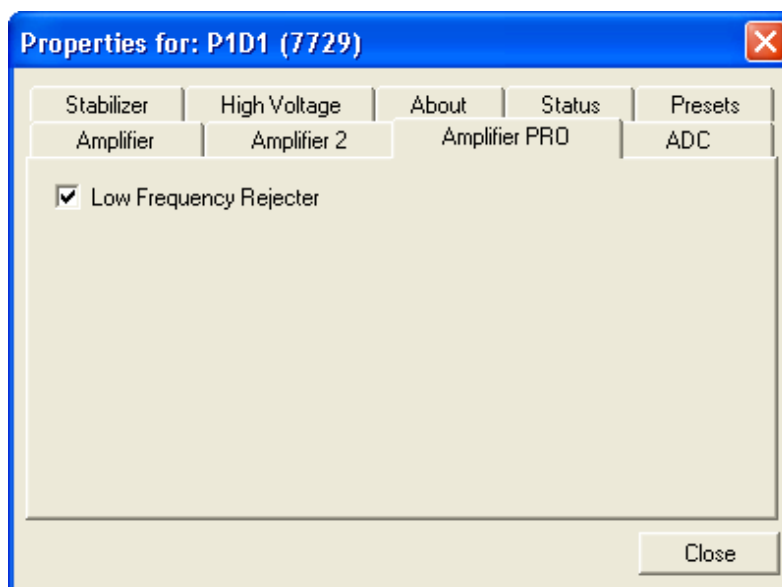 Properties for: P1D1 (7729)
Stabilizer High Voltage About Status Presets
Amplifier Amplifier 2 Amplifier PRO ADC
Low Frequency Rejecter
Close